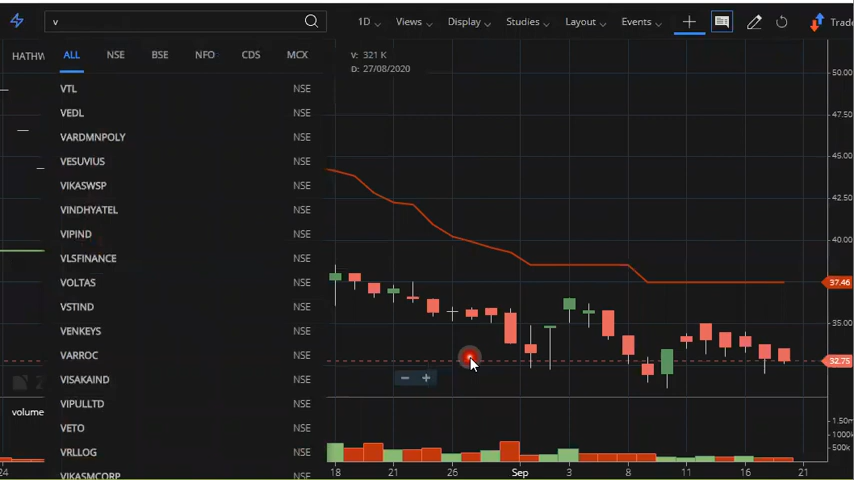 v
1D Views Display Studies Layout Events Trade
HATHW
ALL NSE BSE NFO CDS MCX
V: 321 K
D: 27/08/2020
VTL NSE
VEDL NSE
VARDMNPOLY NSE
VESUVIUS NSE
VIKASWSP NSE
VINDHYATEL NSE
VIPIND NSE
VLSFINANCE NSE
VOLTAS NSE
VSTIND NSE
VENKEYS NSE
VARROC NSE
VISAKAIND NSE
VIPULLTD NSE
VETO NSE
VRLLOG NSE
VIKASMCORP NSE
50.00
47.50
45.00
42.50
40.00
37.46
35.00
32.75
volume
1.50m
1000k
500k
24 18 21 26 Sep 3 8 11 16 21